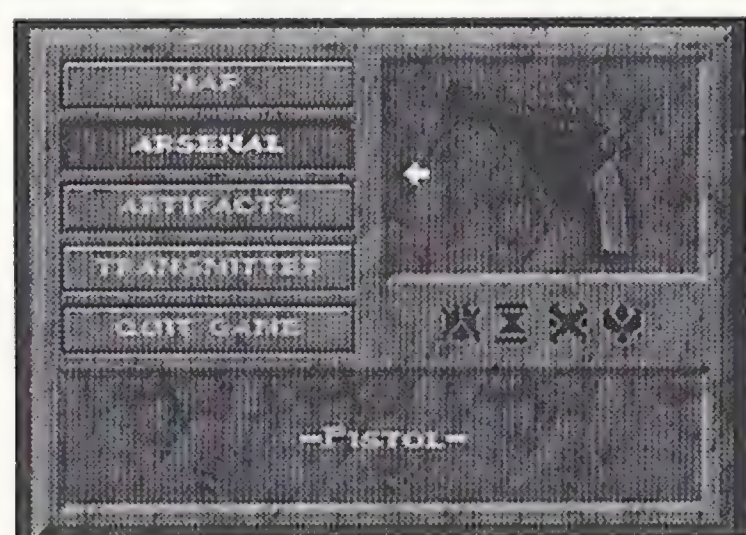 MAP
ARSENAL
ARTIFACTS
TRANSMITTER
QUIT GAME
-PISTOL-